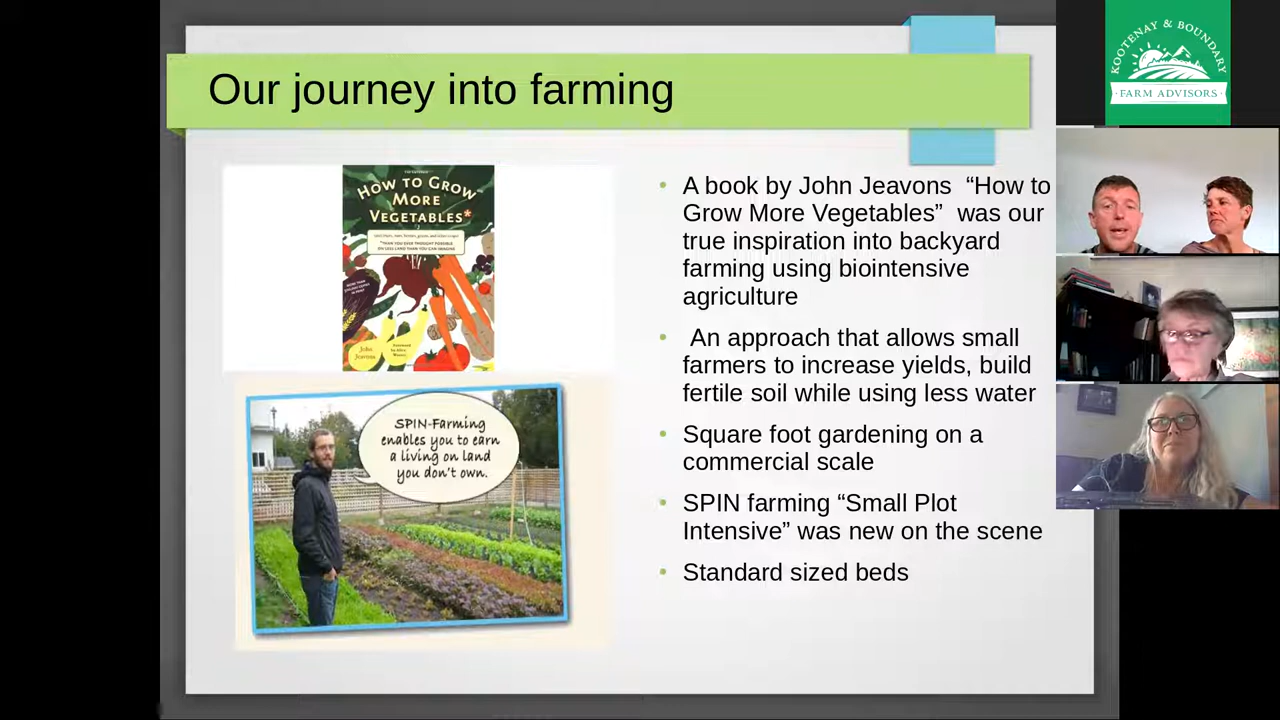 Our journey into farming
HOW TO GROW
MORE
VEGETABLES*
*THAN YOU EVER THOUGHT POSSIBLE
ON LESS LAND THAN YOU CAN IMAGINE
John
Jeavons
SPIN-Farming
enables you to earn
a living on land
you don't own.
• A book by John Jeavons “How to
Grow More Vegetables” was our
true inspiration into backyard
farming using biointensive
agriculture
• An approach that allows small
farmers to increase yields, build
fertile soil while using less water
• Square foot gardening on a
commercial scale
• SPIN farming “Small Plot
Intensive” was new on the scene
• Standard sized beds
KOOTENAY & BOUNDARY
FARM ADVISORS